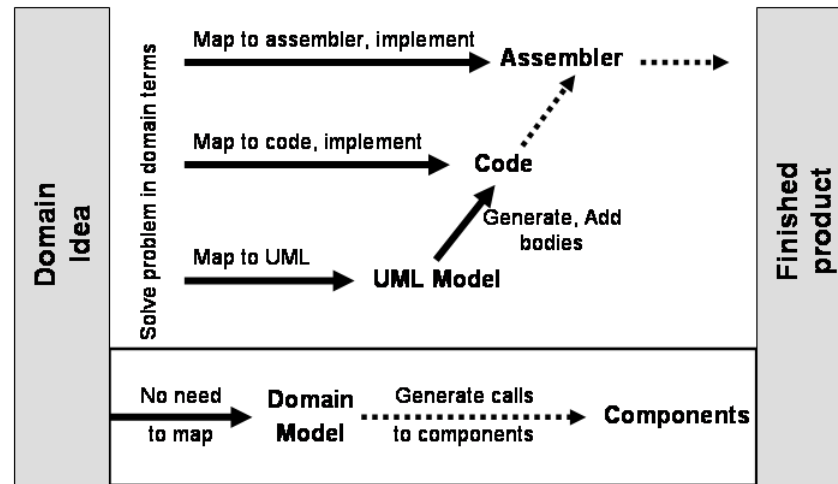 Domain
Idea
Solve problem in domain terms
Map to assembler, implement
Assembler
Map to code, implement
Code
Generate, Add
bodies
Map to UML
UML Model
No need
to map
Domain
Model
Generate calls
to components
Components
Finished
product